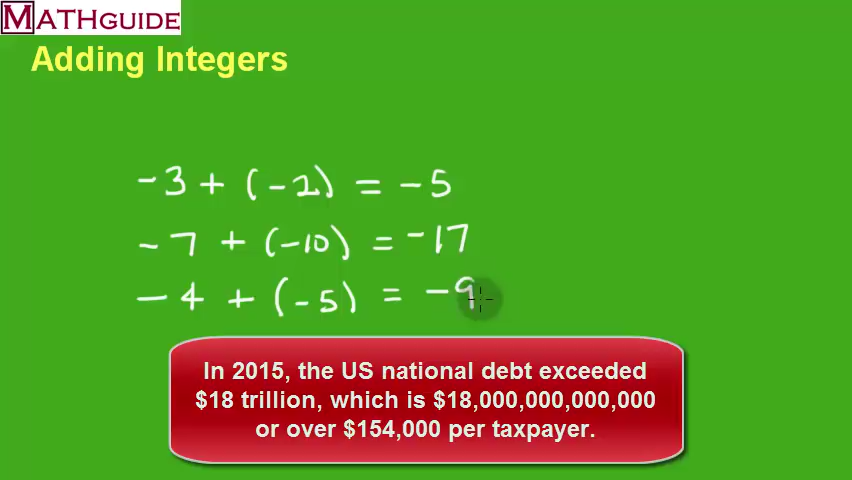 MATHGUIDE
Adding Integers
-3 + (-2) = -5
-7 + (-10) = -17
-4 + (-5) = -9
In 2015, the US national debt exceeded
$18 trillion, which is $18,000,000,000,000
or over $154,000 per taxpayer.